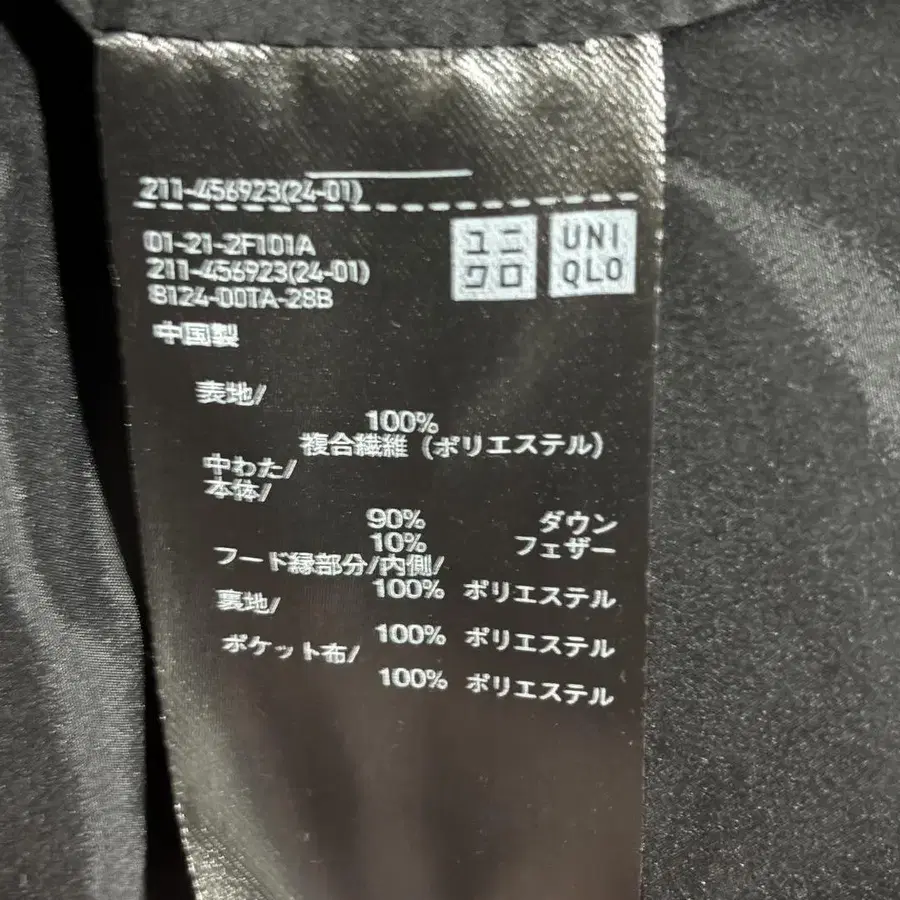 211-456923(24-01)
01-21-2F101A
211-456923(24-01)
8124-00TA-28B
ユニ
クロ
UNI
QLO
中国製
表地/
100%
複合繊維 (ポリエステル)
中わた/
本体/
90% ダウン
10% フェザー
フード縁部分/内側/
100% ポリエステル
裏地/
100% ポリエステル
ポケット布/
100% ポリエステル